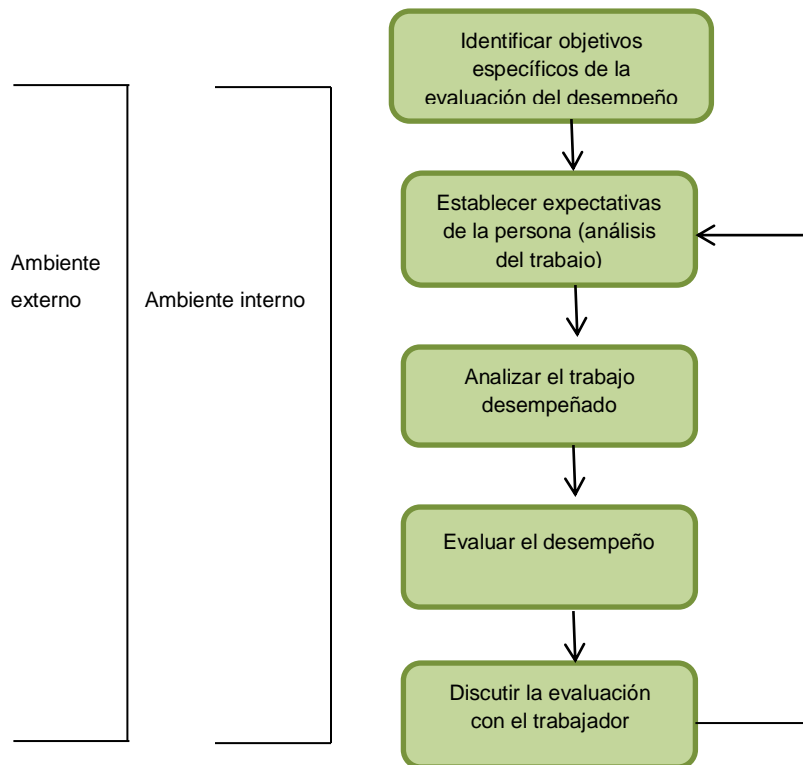 Identificar objetivos
específicos de la
evaluación del desempeño
Establecer expectativas
de la persona (análisis
del trabajo)
Ambiente
externo
Ambiente interno
Analizar el trabajo
desempeñado
Evaluar el desempeño
Discutir la evaluación
con el trabajador